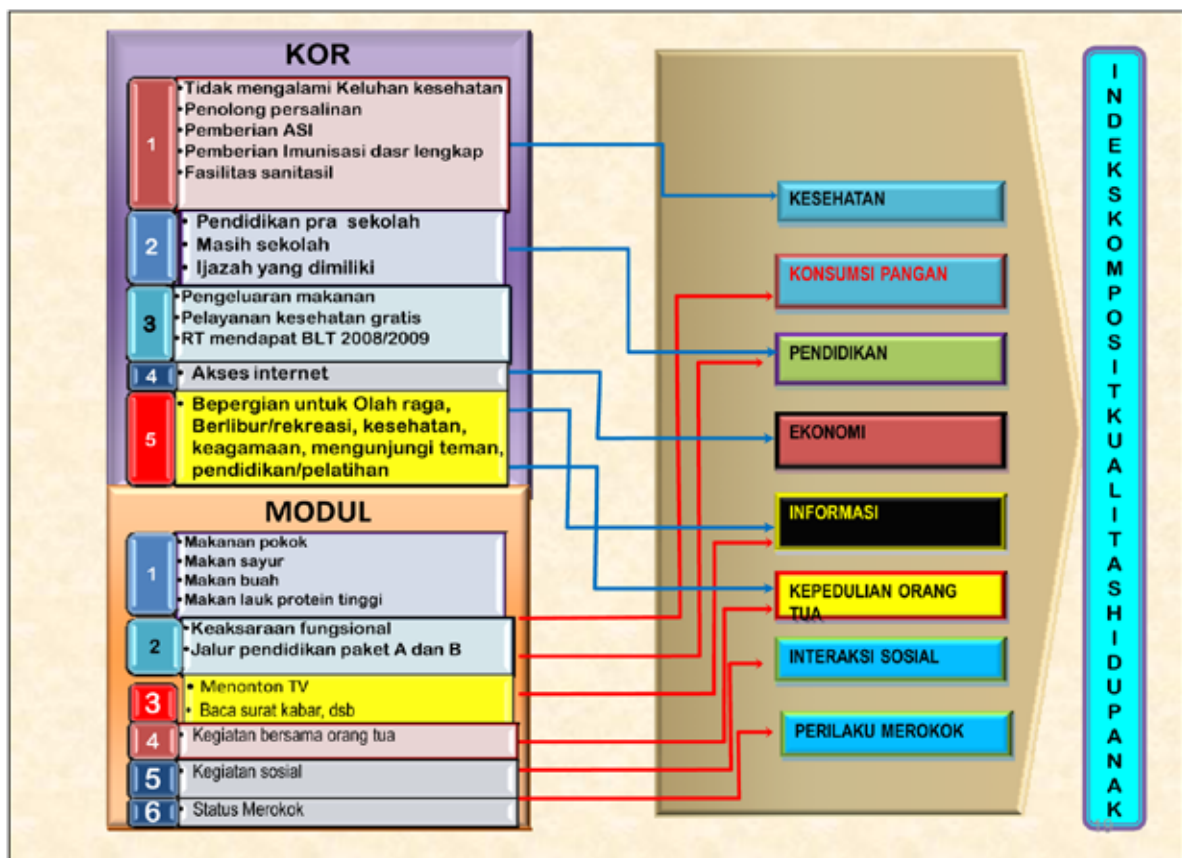 KOR
1
•Tidak mengalami Keluhan kesehatan
•Penolong persalinan
•Pemberian ASI
•Pemberian Imunisasi dasr lengkap
•Fasilitas sanitasil
2
• Pendidikan pra sekolah
• Masih sekolah
• Ijazah yang dimiliki
3
•Pengeluaran makanan
•Pelayanan kesehatan gratis
•RT mendapat BLT 2008/2009
4
• Akses internet
5
• Bepergian untuk Olah raga,
Berlibur/rekreasi, kesehatan,
keagamaan, mengunjungi teman,
pendidikan/pelatihan
MODUL
1
•Makanan pokok
•Makan sayur
•Makan buah
•Makan lauk protein tinggi
2
•Keaksaraan fungsional
•Jalur pendidikan paket A dan B
3
• Menonton TV
• Baca surat kabar, dsb
4
• Kegiatan bersama orang tua
5
• Kegiatan sosial
6
• Status Merokok
KESEHATAN
KONSUMSI PANGAN
PENDIDIKAN
EKONOMI
INFORMASI
KEPEDULIAN ORANG
TUA
INTERAKSI SOSIAL
PERILAKU MEROKOK
INDEKSKOMPOSITKUALITASHIDUPANAK